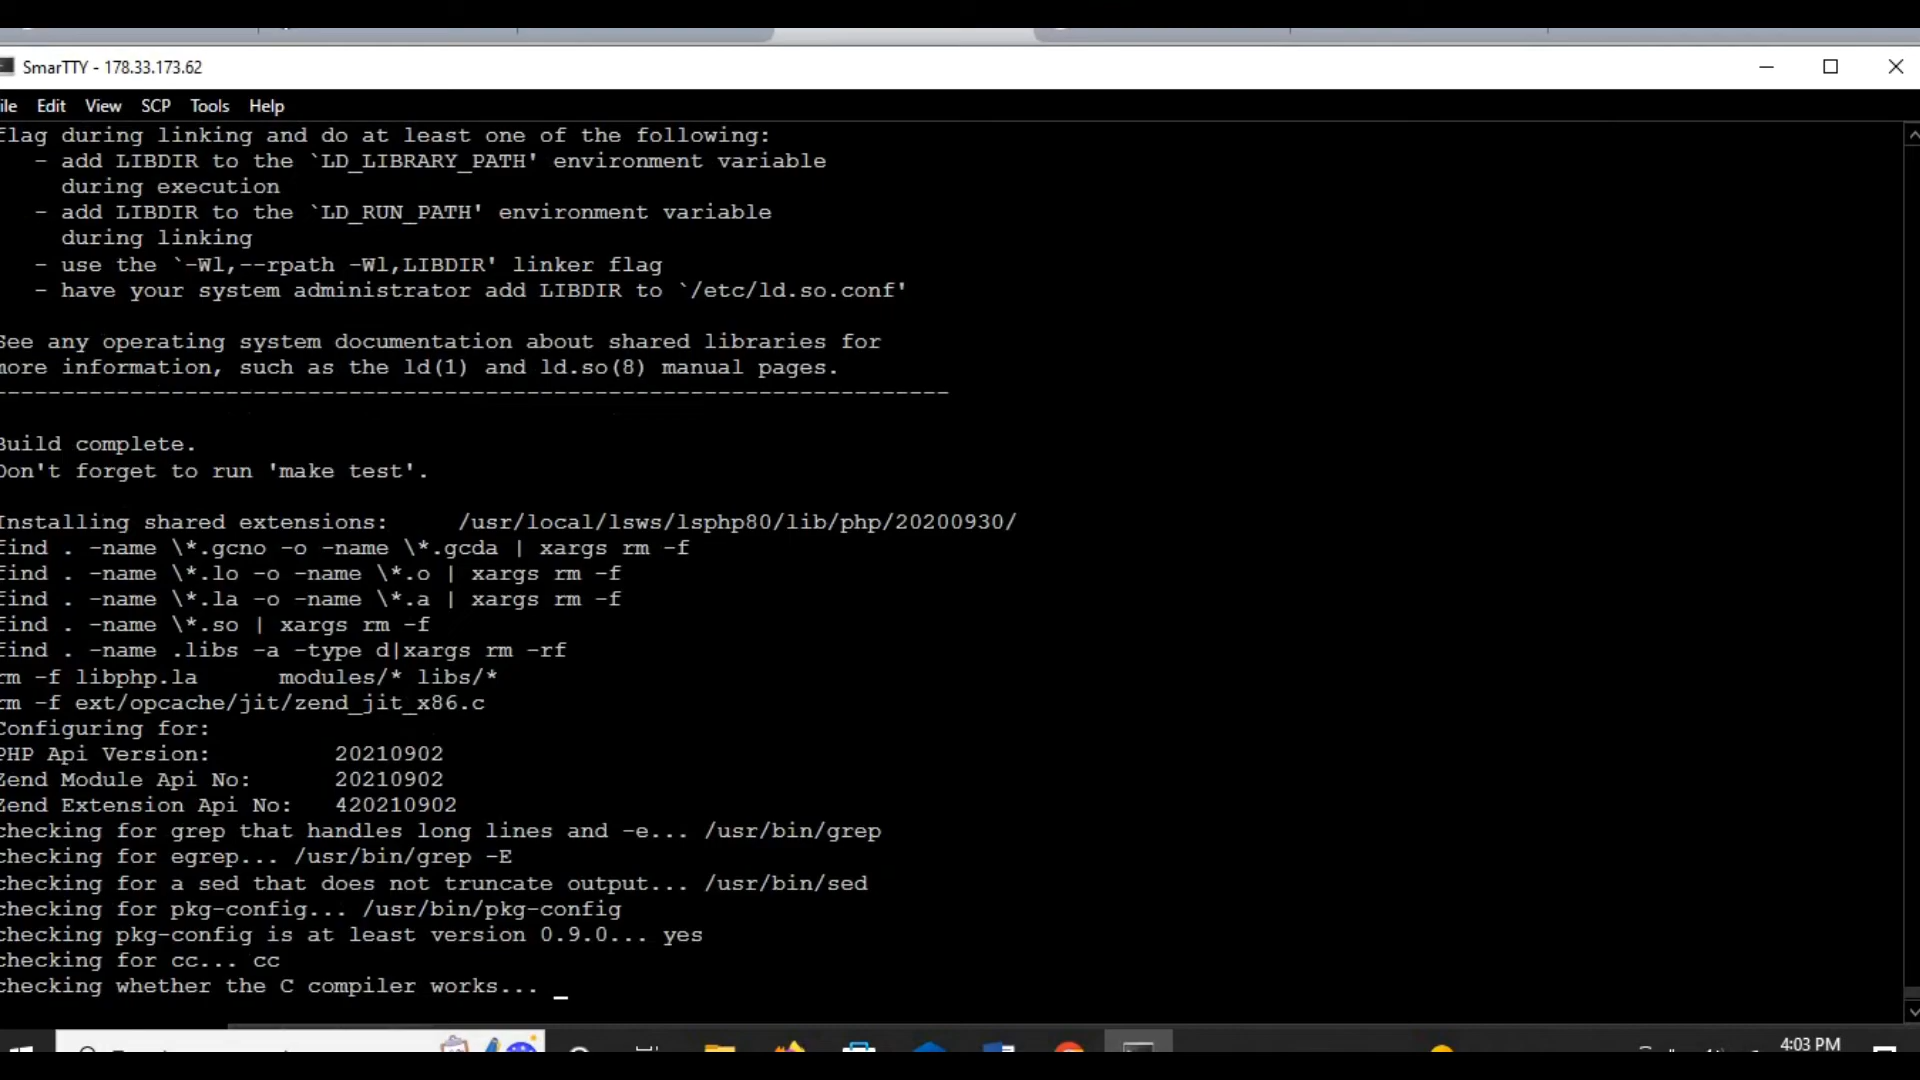 SmarTTY - 178.33.173.62
ile Edit View SCP Tools Help
flag during linking and do at least one of the following:
- add LIBDIR to the `LD_LIBRARY_PATH' environment variable
during execution
- add LIBDIR to the `LD_RUN_PATH' environment variable
during linking
- use the `-Wl,--rpath -Wl,LIBDIR' linker flag
- have your system administrator add LIBDIR to `/etc/ld.so.conf'
See any operating system documentation about shared libraries for
more information, such as the ld(1) and ld.so(8) manual pages.
----------------------------------------------------------------------
Build complete.
Don't forget to run 'make test'.
Installing shared extensions: /usr/local/lsws/lsphp80/lib/php/20200930/
find . -name \*.gcno -o -name \*.gcda | xargs rm -f
find . -name \*.lo -o -name \*.o | xargs rm -f
find . -name \*.la -o -name \*.a | xargs rm -f
find . -name \*.so | xargs rm -f
find . -name .libs -a -type d|xargs rm -rf
rm -f libphp.la modules/* libs/*
rm -f ext/opcache/jit/zend_jit_x86.c
Configuring for:
PHP Api Version: 20210902
Zend Module Api No: 20210902
Zend Extension Api No: 420210902
checking for grep that handles long lines and -e... /usr/bin/grep
checking for egrep... /usr/bin/grep -E
checking for a sed that does not truncate output... /usr/bin/sed
checking for pkg-config... /usr/bin/pkg-config
checking pkg-config is at least version 0.9.0... yes
checking for cc... cc
checking whether the C compiler works... _
4:03 PM